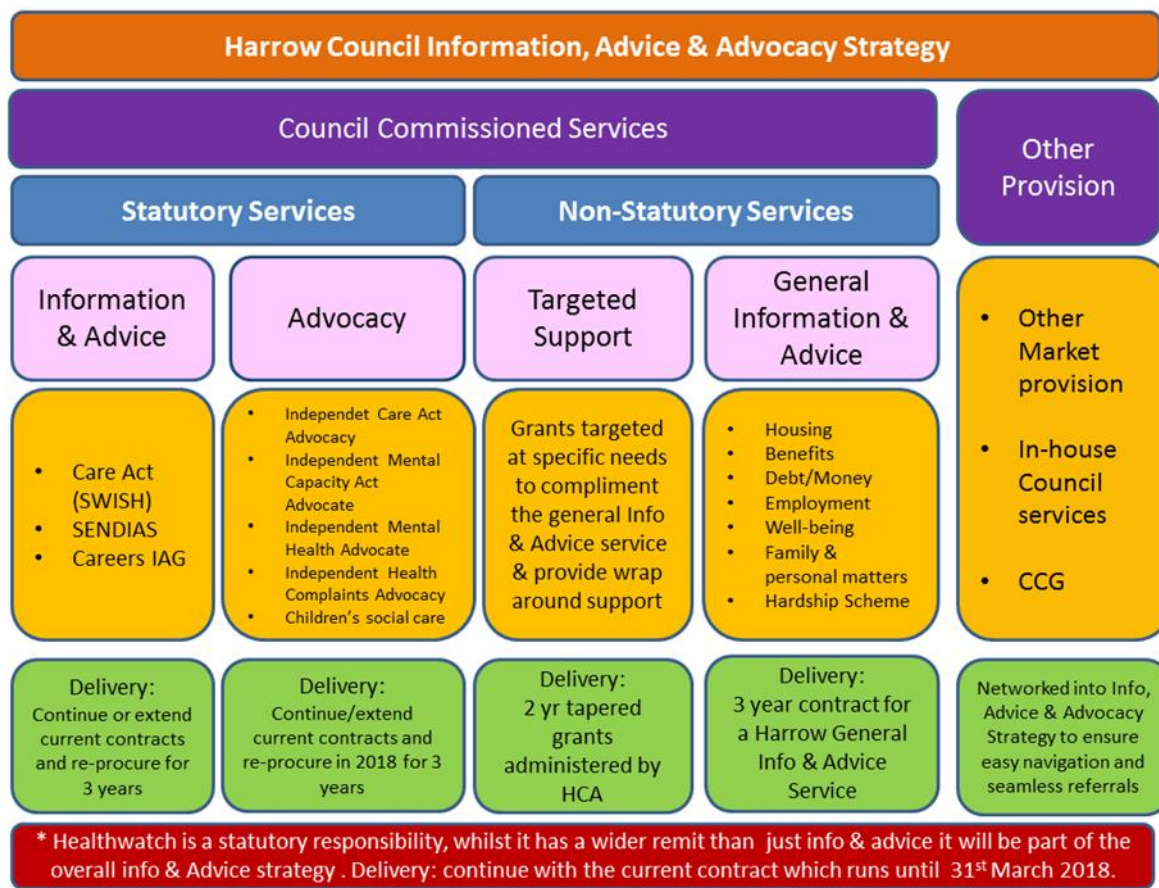 Harrow Council Information, Advice & Advocacy Strategy
Council Commissioned Services
Other
Provision
Statutory Services
Non-Statutory Services
Information
& Advice
Advocacy
Targeted
Support
General
Information &
Advice
• Care Act
(SWISH)
• SENDIAS
• Careers IAG
• Independet Care Act
Advocacy
• Independent Mental
Capacity Act
Advocate
• Independent Mental
Health Advocate
• Independent Health
Complaints Advocacy
• Children's social care
Grants targeted
at specific needs
to compliment
the general Info
& Advice service
& provide wrap
around support
• Housing
• Benefits
• Debt/Money
• Employment
• Well-being
• Family &
personal matters
• Hardship Scheme
• Other
Market
provision
• In-house
Council
services
• CCG
Delivery:
Continue or extend
current contracts
and re-procure for
3 years
Delivery:
Continue/extend
current contracts and
re-procure in 2018 for 3
years
Delivery:
2 yr tapered
grants
administered by
HCA
Delivery:
3 year contract for
a Harrow General
Info & Advice
Service
Networked into Info,
Advice & Advocacy
Strategy to ensure
easy navigation and
seamless referrals
* Healthwatch is a statutory responsibility, whilst it has a wider remit than just info & advice it will be part of the
overall info & Advice strategy . Delivery: continue with the current contract which runs until 31st March 2018.